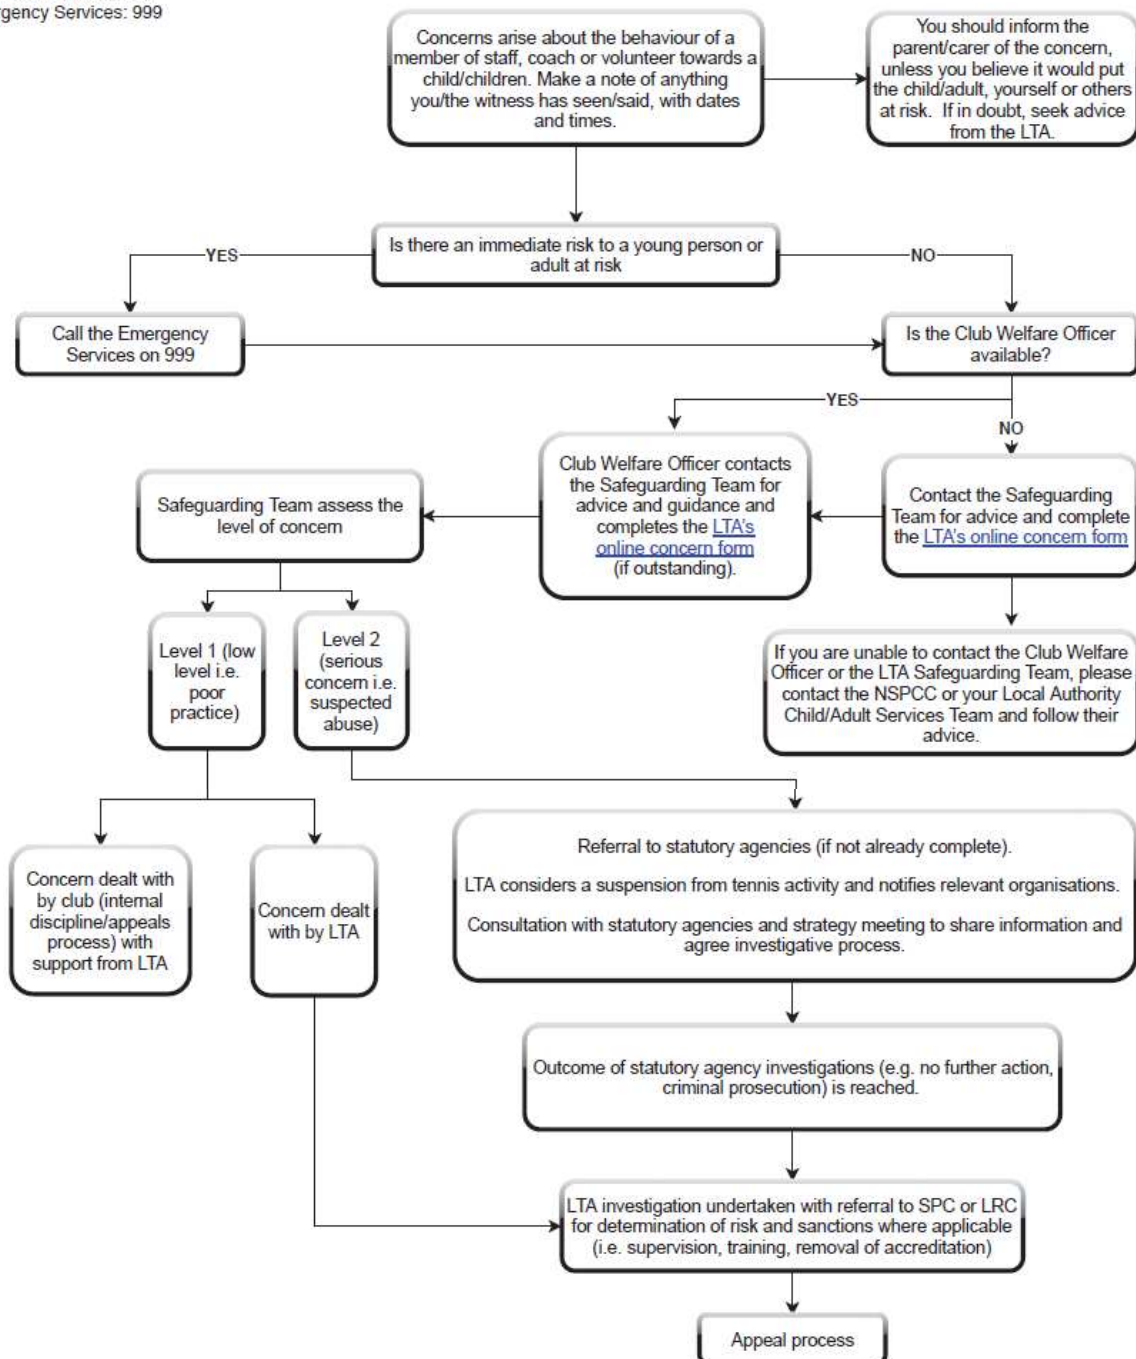 rgency Services: 999
Concerns arise about the behaviour of a
member of staff, coach or volunteer towards a
child/children. Make a note of anything
you/the witness has seen/said, with dates
and times.
You should inform the
parent/carer of the concern,
unless you believe it would put
the child/adult, yourself or others
at risk. If in doubt, seek advice
from the LTA.
Is there an immediate risk to a young person or
adult at risk
YES
NO
Call the Emergency
Services on 999
Is the Club Welfare Officer
available?
YES
NO
Club Welfare Officer contacts
the Safeguarding Team for
advice and guidance and
completes the LTA's
online concern form
(if outstanding).
Contact the Safeguarding
Team for advice and complete
the LTA's online concern form
Safeguarding Team assess the
level of concern
Level 1 (low
level i.e.
poor
practice)
Level 2
(serious
concern i.e.
suspected
abuse)
If you are unable to contact the Club Welfare
Officer or the LTA Safeguarding Team, please
contact the NSPCC or your Local Authority
Child/Adult Services Team and follow their
advice.
Concern dealt with
by club (internal
discipline/appeals
process) with
support from LTA
Concern dealt
with by LTA
Referral to statutory agencies (if not already complete).
LTA considers a suspension from tennis activity and notifies relevant organisations.
Consultation with statutory agencies and strategy meeting to share information and
agree investigative process.
Outcome of statutory agency investigations (e.g. no further action,
criminal prosecution) is reached.
LTA investigation undertaken with referral to SPC or LRC
for determination of risk and sanctions where applicable
(i.e. supervision, training, removal of accreditation)
Appeal process